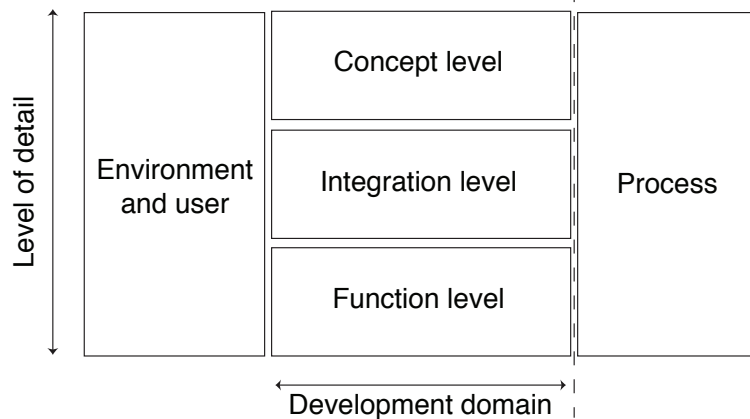 Level of detail
Environment
and user
Concept level
Integration level
Function level
Process
Development domain